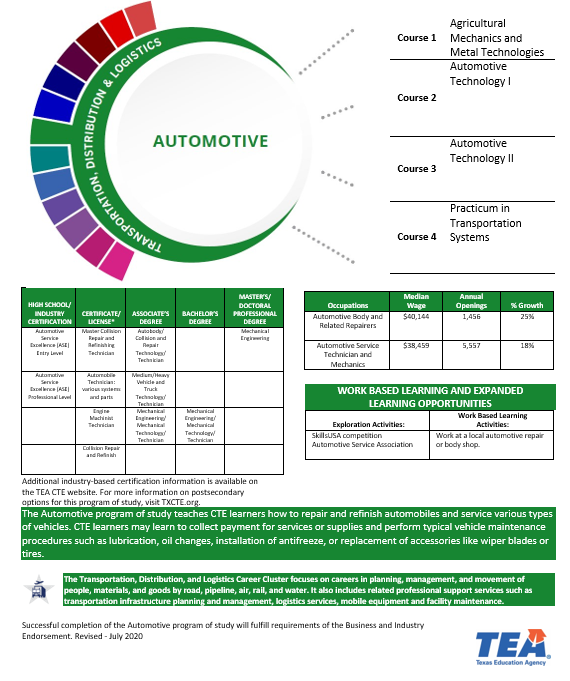 TRANSPORTATION, DISTRIBUTION & LOGISTICS
AUTOMOTIVE
Course 1
Agricultural
Mechanics and
Metal Technologies
Course 2
Automotive
Technology I
Course 3
Automotive
Technology II
Course 4
Practicum in
Transportation
Systems
HIGH SCHOOL/
INDUSTRY
CERTIFICATION
CERTIFICATE/
LICENSE*
ASSOCIATE'S
DEGREE
BACHELOR'S
DEGREE
MASTER'S/
DOCTORAL
PROFESSIONAL
DEGREE
Automotive
Service
Excellence (ASE)
Entry Level
Master Collision
Repair and
Refinishing
Technician
Autobody/
Collision and
Repair
Technology/
Technician
Mechanical
Engineering
Automotive
Service
Excellence (ASE)
Professional Level
Automobile
Technician:
various systems
and parts
Medium/Heavy
Vehicle and
Truck
Technology/
Technician
Engine
Machinist
Technician
Mechanical
Engineering/
Mechanical
Technology/
Technician
Mechanical
Engineering/
Mechanical
Technology/
Technician
Collision Repair
and Refinish
Additional industry-based certification information is available on
the TEA CTE website. For more information on postsecondary
options for this program of study, visit TXCTE.org.
Occupations
Median
Wage
Annual
Openings
% Growth
Automotive Body and
Related Repairers
$40,144
1,456
25%
Automotive Service
Technician and
Mechanics
$38,459
5,557
18%
WORK BASED LEARNING AND EXPANDED
LEARNING OPPORTUNITIES
Exploration Activities:
Work Based Learning
Activities:
SkillsUSA competition
Automotive Service Association
Work at a local automotive repair
or body shop.
The Automotive program of study teaches CTE learners how to repair and refinish automobiles and service various types
of vehicles. CTE learners may learn to collect payment for services or supplies and perform typical vehicle maintenance
procedures such as lubrication, oil changes, installation of antifreeze, or replacement of accessories like wiper blades or
tires.
The Transportation, Distribution, and Logistics Career Cluster focuses on careers in planning, management, and movement of
people, materials, and goods by road, pipeline, air, rail, and water. It also includes related professional support services such as
transportation infrastructure planning and management, logistics services, mobile equipment and facility maintenance.
Successful completion of the Automotive program of study will fulfill requirements of the Business and Industry
Endorsement. Revised - July 2020
TEA
Texas Education Agency